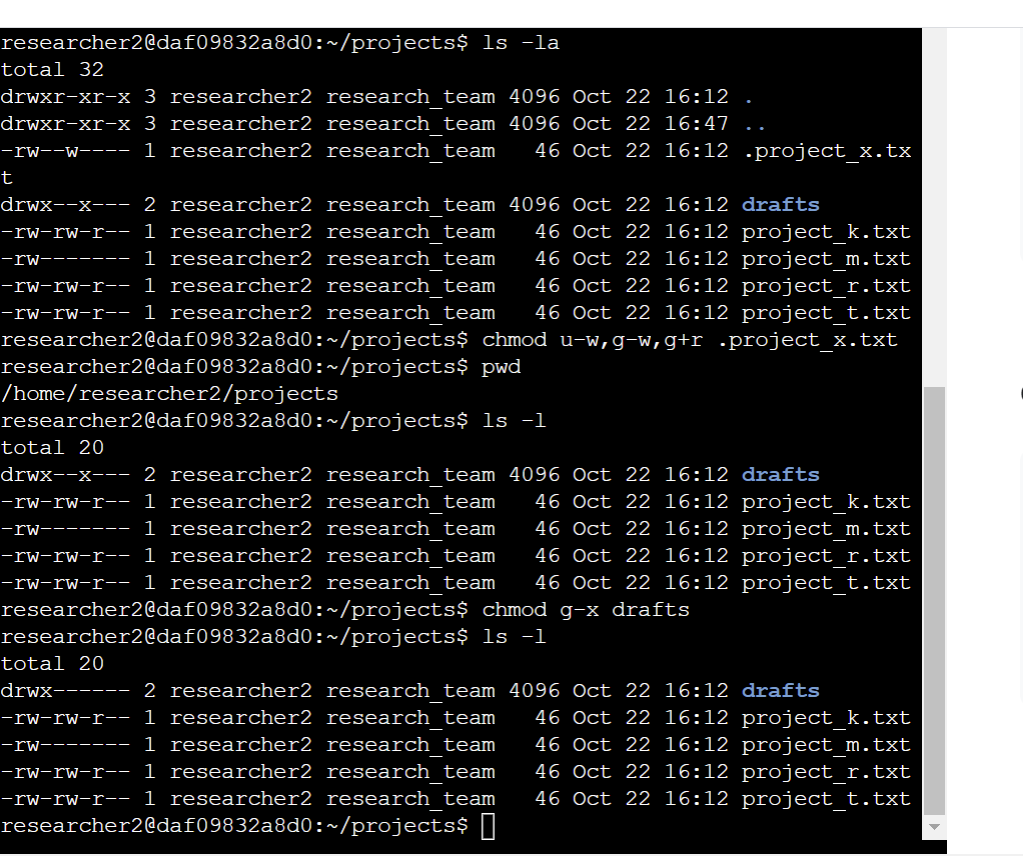 researcher2@daf09832a8d0:~/projects$ ls -la
total 32
drwxr-xr-x 3 researcher2 research_team 4096 Oct 22 16:12 .
drwxr-xr-x 3 researcher2 research_team 4096 Oct 22 16:47 ..
-rw--w---- 1 researcher2 research_team   46 Oct 22 16:12 .project_x.tx
t
drwx--x--- 2 researcher2 research_team 4096 Oct 22 16:12 drafts
-rw-rw-r-- 1 researcher2 research_team   46 Oct 22 16:12 project_k.txt
-rw------- 1 researcher2 research_team   46 Oct 22 16:12 project_m.txt
-rw-rw-r-- 1 researcher2 research_team   46 Oct 22 16:12 project_r.txt
-rw-rw-r-- 1 researcher2 research_team   46 Oct 22 16:12 project_t.txt
researcher2@daf09832a8d0:~/projects$ chmod u-w,g-w,g+r .project_x.txt
researcher2@daf09832a8d0:~/projects$ pwd
/home/researcher2/projects
researcher2@daf09832a8d0:~/projects$ ls -l
total 20
drwx--x--- 2 researcher2 research_team 4096 Oct 22 16:12 drafts
-rw-rw-r-- 1 researcher2 research_team   46 Oct 22 16:12 project_k.txt
-rw------- 1 researcher2 research_team   46 Oct 22 16:12 project_m.txt
-rw-rw-r-- 1 researcher2 research_team   46 Oct 22 16:12 project_r.txt
-rw-rw-r-- 1 researcher2 research_team   46 Oct 22 16:12 project_t.txt
researcher2@daf09832a8d0:~/projects$ chmod g-x drafts
researcher2@daf09832a8d0:~/projects$ ls -l
total 20
drwx------ 2 researcher2 research_team 4096 Oct 22 16:12 drafts
-rw-rw-r-- 1 researcher2 research_team   46 Oct 22 16:12 project_k.txt
-rw------- 1 researcher2 research_team   46 Oct 22 16:12 project_m.txt
-rw-rw-r-- 1 researcher2 research_team   46 Oct 22 16:12 project_r.txt
-rw-rw-r-- 1 researcher2 research_team   46 Oct 22 16:12 project_t.txt
researcher2@daf09832a8d0:~/projects$